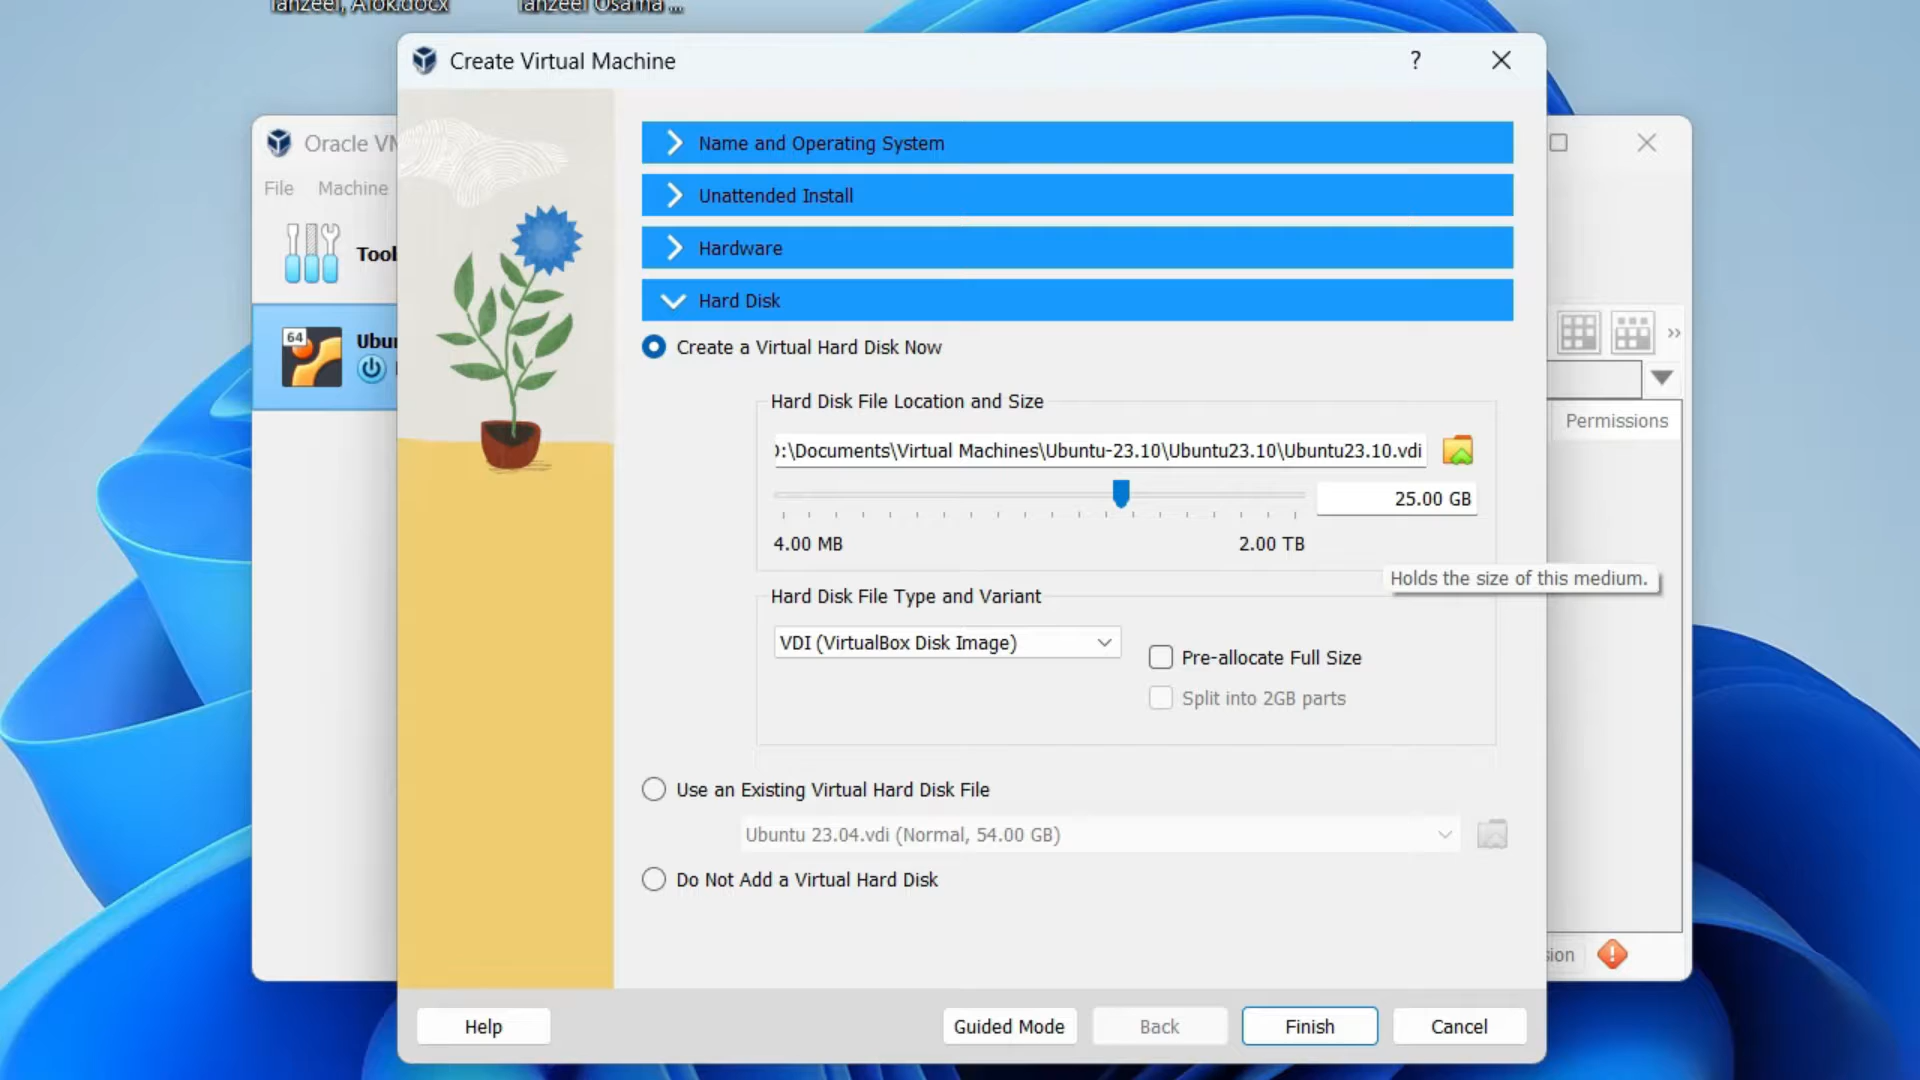 Tanzeel, Alok.docx
Tanzeel Osama ...
Create Virtual Machine
?
Oracle VM
File Machine
Name and Operating System
Unattended Install
Hardware
Tool
Hard Disk
64
Ubun
Create a Virtual Hard Disk Now
Hard Disk File Location and Size
Permissions
:\Documents\Virtual Machines\Ubuntu-23.10\Ubuntu23.10\Ubuntu23.10.vdi
25.00 GB
4.00 MB
2.00 TB
Holds the size of this medium.
Hard Disk File Type and Variant
VDI (VirtualBox Disk Image)
Pre-allocate Full Size
Split into 2GB parts
Use an Existing Virtual Hard Disk File
Ubuntu 23.04.vdi (Normal, 54.00 GB)
Do Not Add a Virtual Hard Disk
sion
Help
Guided Mode
Back
Finish
Cancel